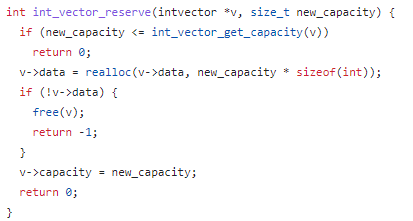 int int_vector_reserve(intvector *v, size_t new_capacity) {
  if (new_capacity <= int_vector_get_capacity(v))
    return 0;
  v->data = realloc(v->data, new_capacity * sizeof(int));
  if (!v->data) {
    free(v);
    return -1;
  }
  v->capacity = new_capacity;
  return 0;
}